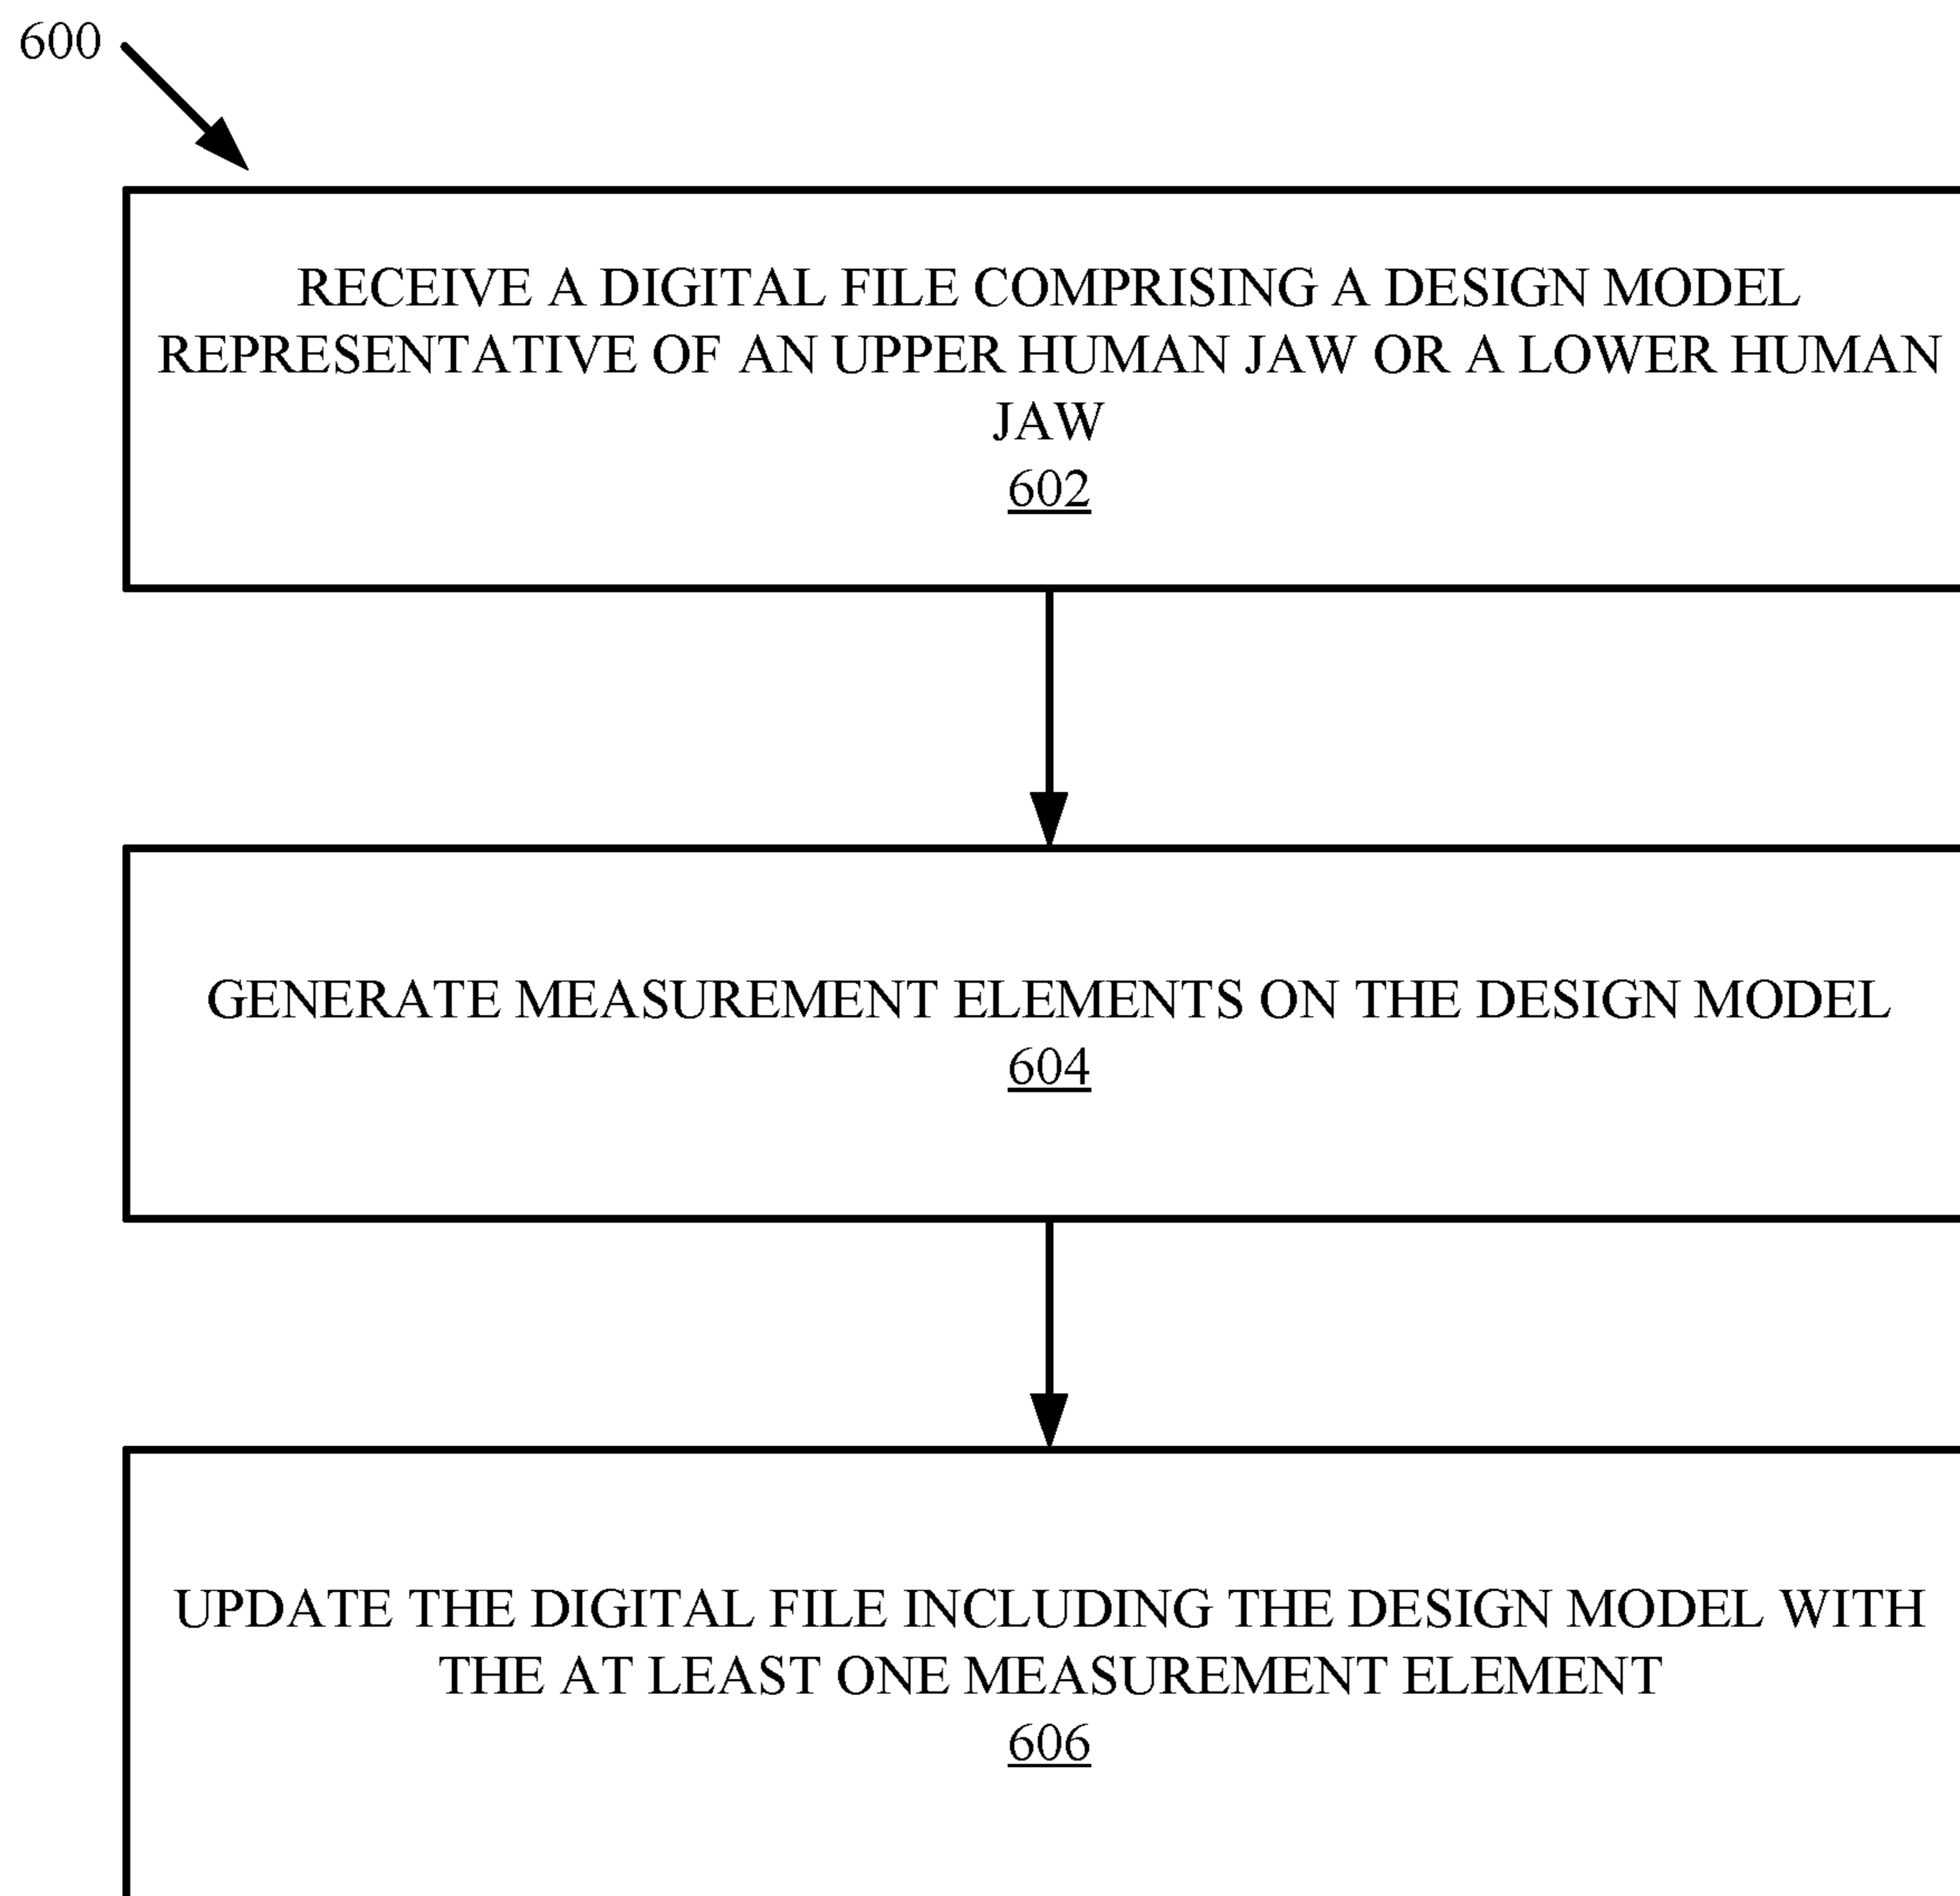 600
RECEIVE A DIGITAL FILE COMPRISING A DESIGN MODEL
REPRESENTATIVE OF AN UPPER HUMAN JAW OR A LOWER HUMAN
JAW
602
GENERATE MEASUREMENT ELEMENTS ON THE DESIGN MODEL
604
UPDATE THE DIGITAL FILE INCLUDING THE DESIGN MODEL WITH
THE AT LEAST ONE MEASUREMENT ELEMENT
606